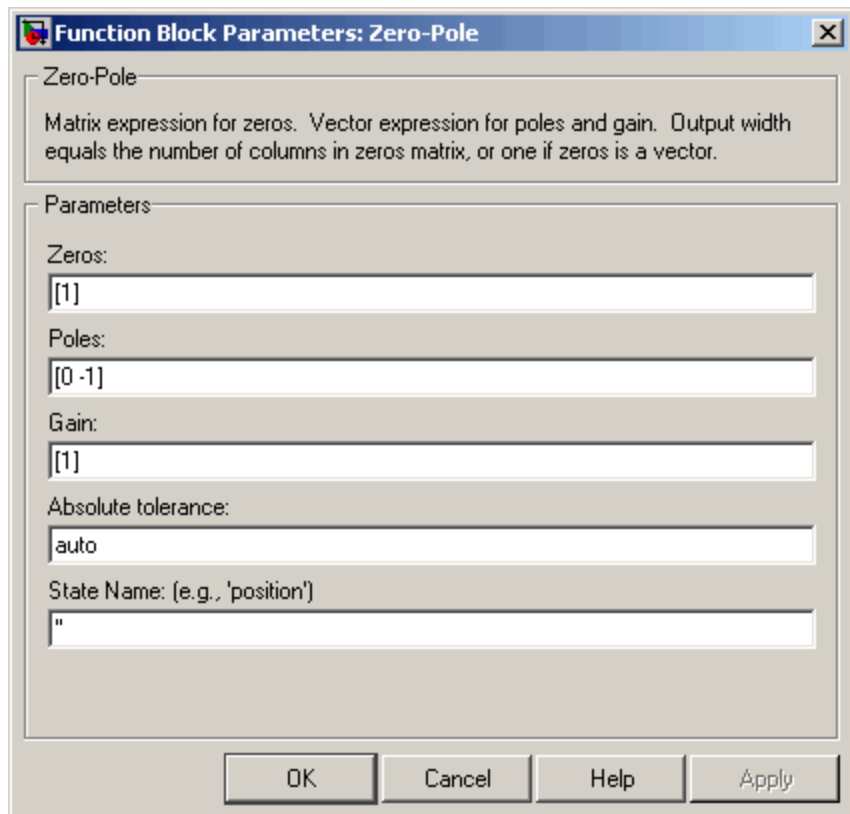 Function Block Parameters: Zero-Pole
Zero-Pole
Matrix expression for zeros. Vector expression for poles and gain. Output width
equals the number of columns in zeros matrix, or one if zeros is a vector.
Parameters
Zeros:
[1]
Poles:
[0 -1]
Gain:
[1]
Absolute tolerance:
auto
State Name: (e.g., 'position')
''
OK Cancel Help Apply